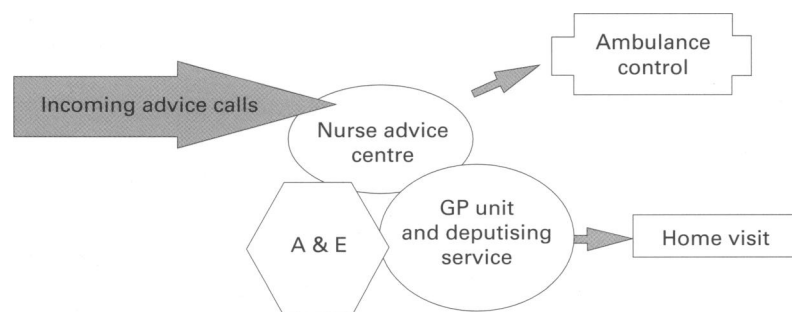 Ambulance
control
Incoming advice calls
Nurse advice
centre
GP unit
and deputising
service
A & E
Home visit